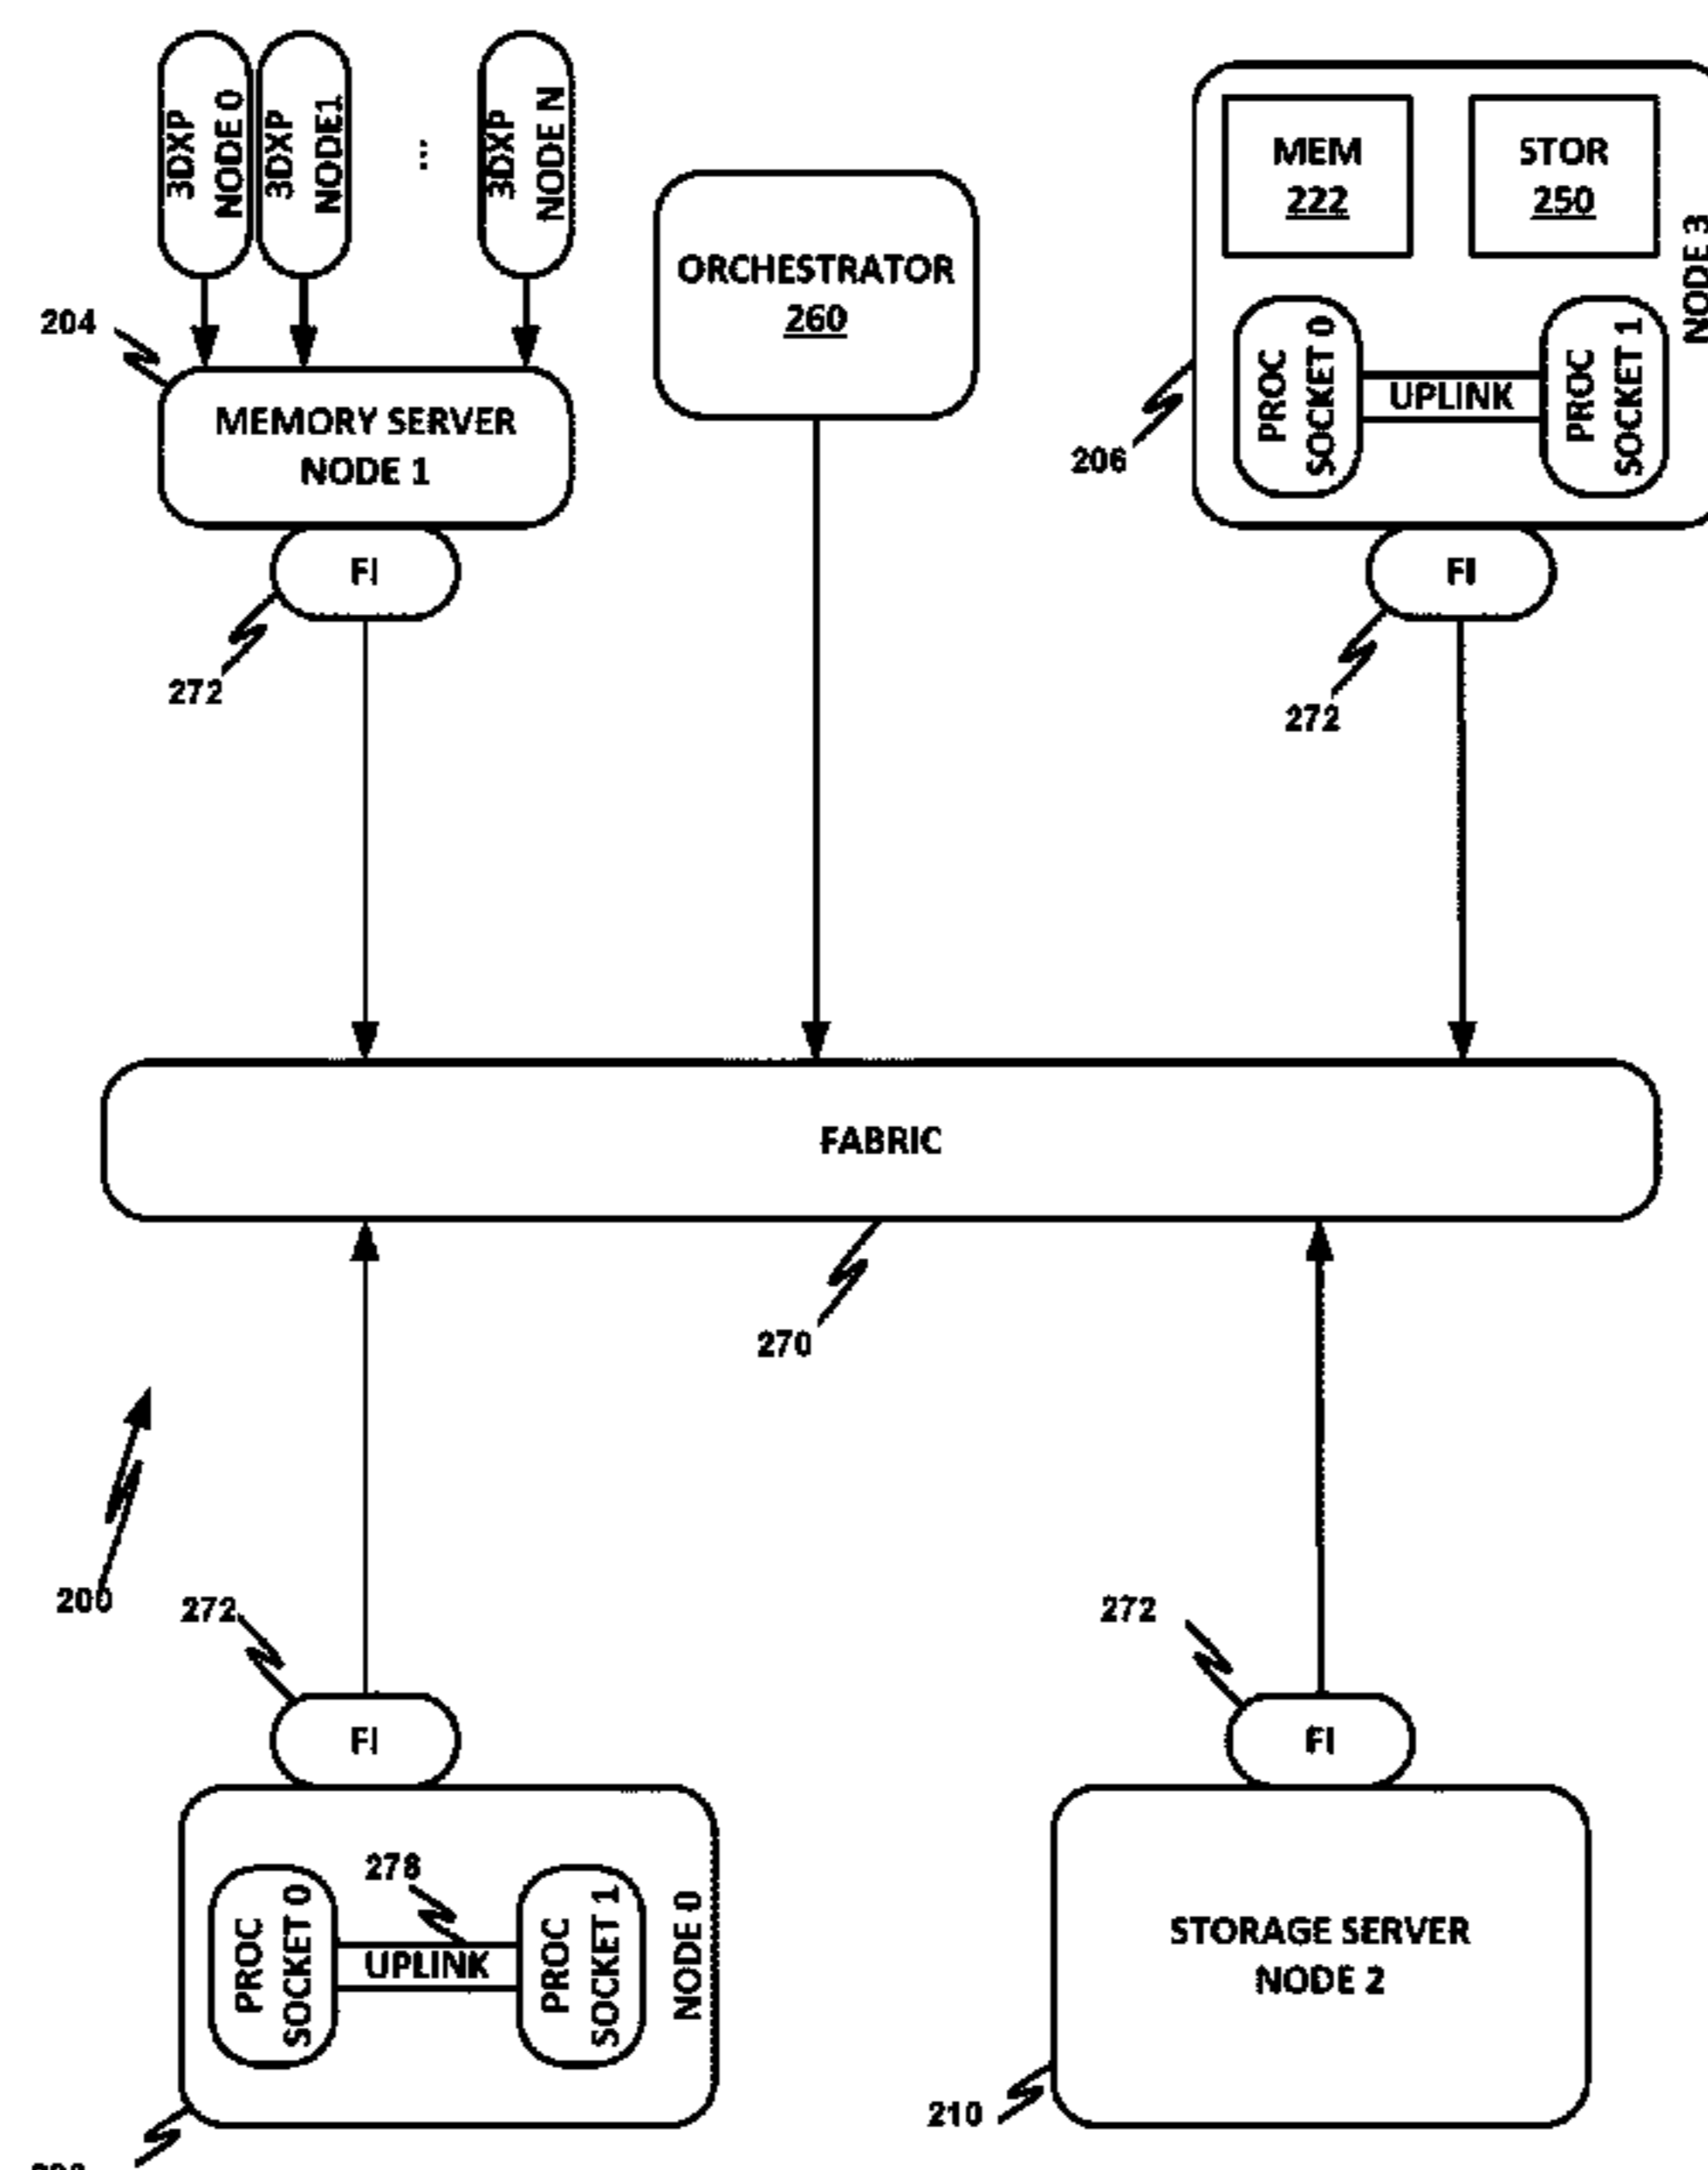 3DXP
NODE 0
3DXP
NODE1
...
3DXP
NODE N
MEM
222
STOR
250
NODE 3
ORCHESTRATOR
260
204
MEMORY SERVER
NODE 1
PROC
SOCKET 0
UPLINK
PROC
SOCKET 1
206
FI
272
FI
272
FABRIC
270
200
272
FI
272
FI
278
PROC
SOCKET 0
UPLINK
PROC
SOCKET 1
NODE 0
STORAGE SERVER
NODE 2
210